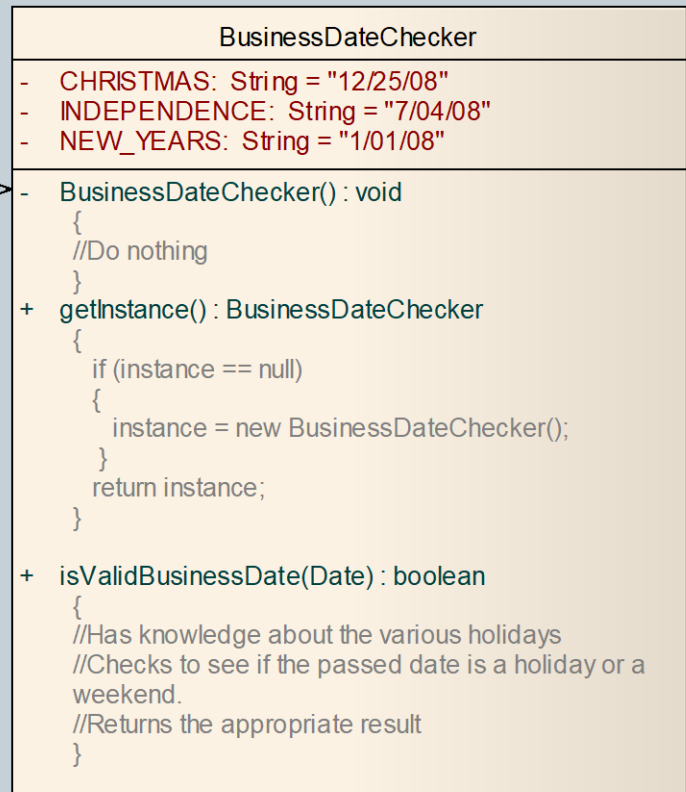 BusinessDateChecker
- CHRISTMAS: String = "12/25/08"
- INDEPENDENCE: String = "7/04/08"
- NEW_YEARS: String = "1/01/08"
- BusinessDateChecker() : void
{
//Do nothing
}
+ getInstance() : BusinessDateChecker
{
if (instance == null)
{
instance = new BusinessDateChecker();
}
return instance;
}
+ isValidBusinessDate(Date) : boolean
{
//Has knowledge about the various holidays
//Checks to see if the passed date is a holiday or a
weekend.
//Returns the appropriate result
}